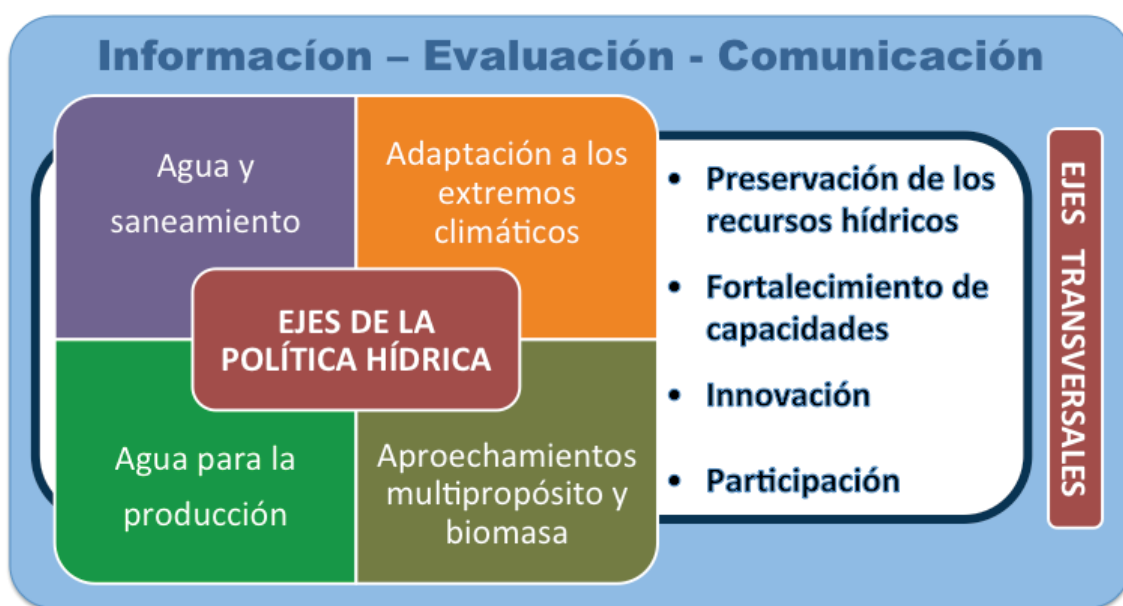 Informacíon – Evaluación - Comunicación
Agua y
saneamiento
Adaptación a los
extremos
climáticos
EJES DE LA
POLÍTICA HÍDRICA
Agua para la
producción
Aproechamientos
multipropósito y
biomasa
• Preservación de los
recursos hídricos
• Fortalecimiento de
capacidades
• Innovación
• Participación
EJES TRANSVERSALES